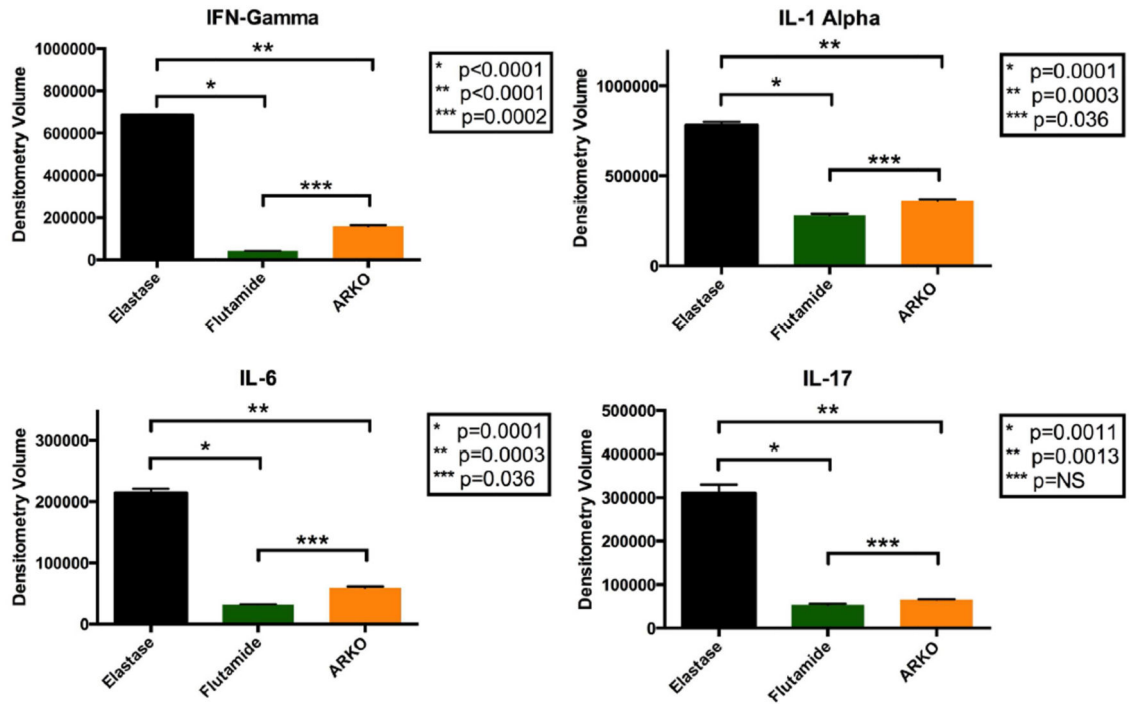 IFN-Gamma
Densitometry Volume
1000000
800000
600000
400000
200000
0
**
*
***
* p<0.0001
** p<0.0001
*** p=0.0002
Elastase
Flutamide
ARKO
IL-1 Alpha
Densitometry Volume
1000000
500000
0
**
*
***
* p=0.0001
** p=0.0003
*** p=0.036
Elastase
Flutamide
ARKO
IL-6
Densitometry Volume
300000
200000
100000
0
**
*
***
* p=0.0001
** p=0.0003
*** p=0.036
Elastase
Flutamide
ARKO
IL-17
Densitometry Volume
500000
400000
300000
200000
100000
0
**
*
***
* p=0.0011
** p=0.0013
*** p=NS
Elastase
Flutamide
ARKO